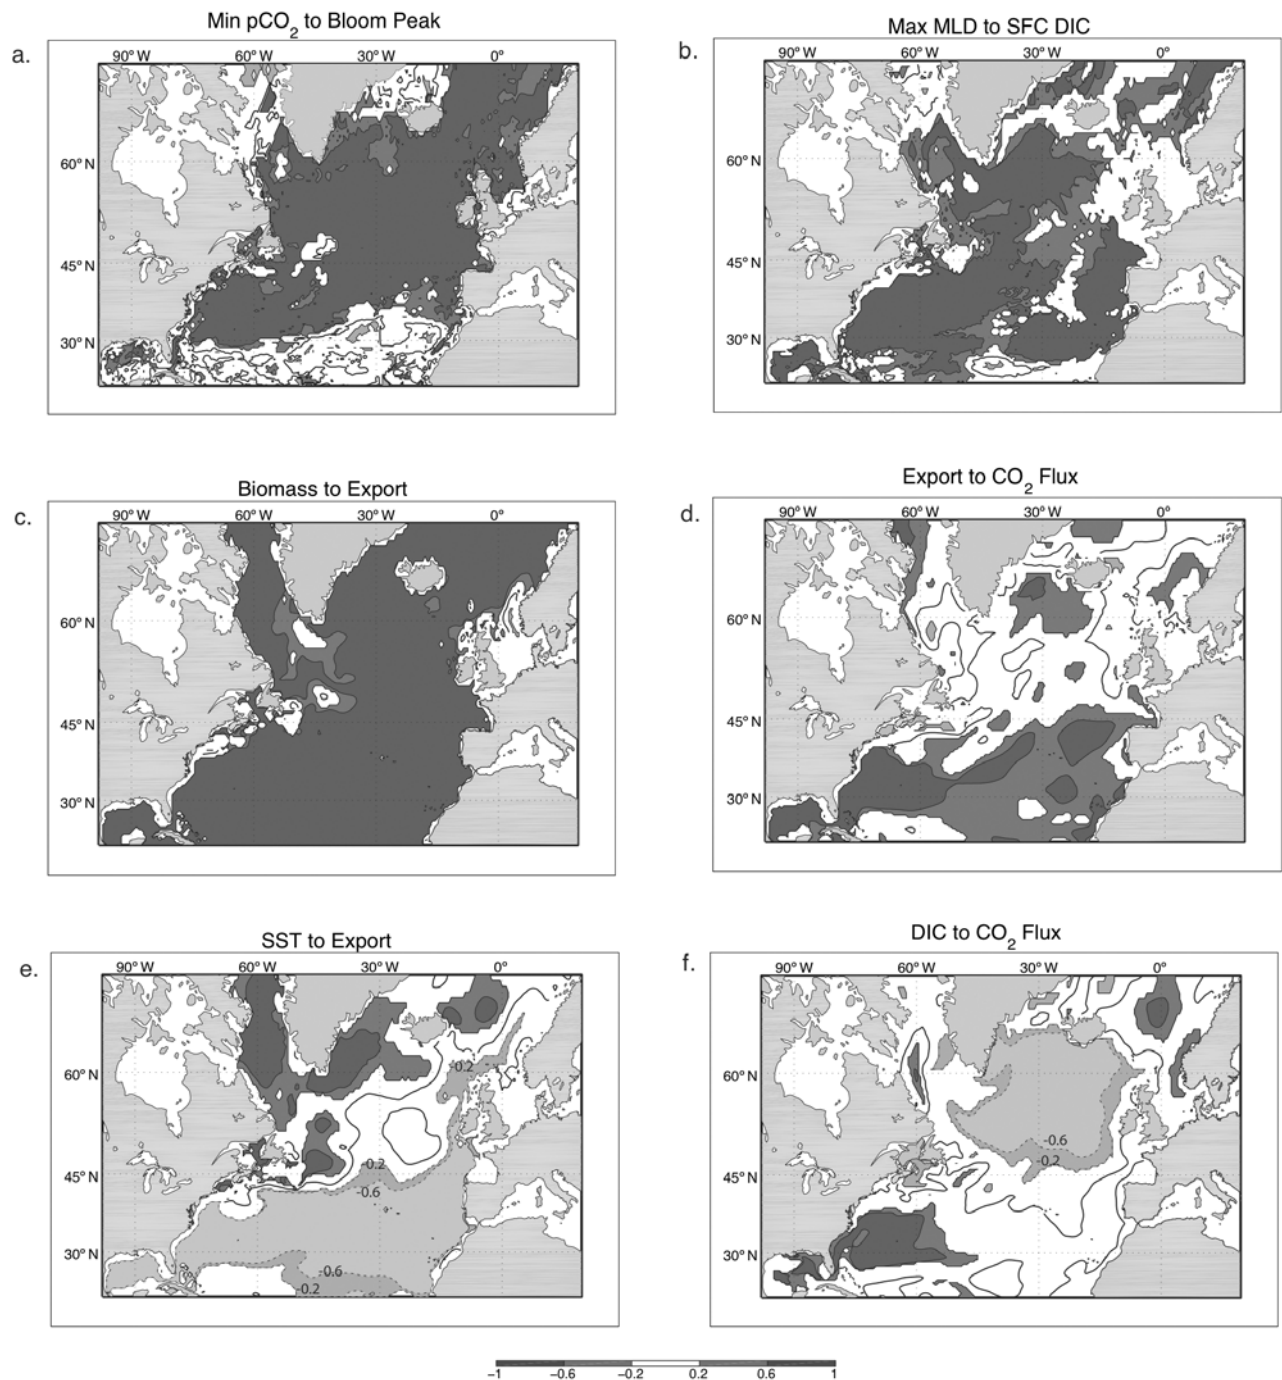 Min pCO₂ to Bloom Peak
a.
90° W 60° W 30° W 0°
60° N
45° N
30° N
Max MLD to SFC DIC
b.
90° W 60° W 30° W 0°
60° N
45° N
30° N
Biomass to Export
c.
90° W 60° W 30° W 0°
60° N
45° N
30° N
Export to CO₂ Flux
d.
90° W 60° W 30° W 0°
60° N
45° N
30° N
SST to Export
e.
90° W 60° W 30° W 0°
-0.2
60° N
-0.2
45° N
-0.6
30° N
-0.6
-0.2
DIC to CO₂ Flux
f.
90° W 60° W 30° W 0°
60° N
-0.6
-0.2
45° N
30° N
−1 −0.6 −0.2 0.2 0.6 1